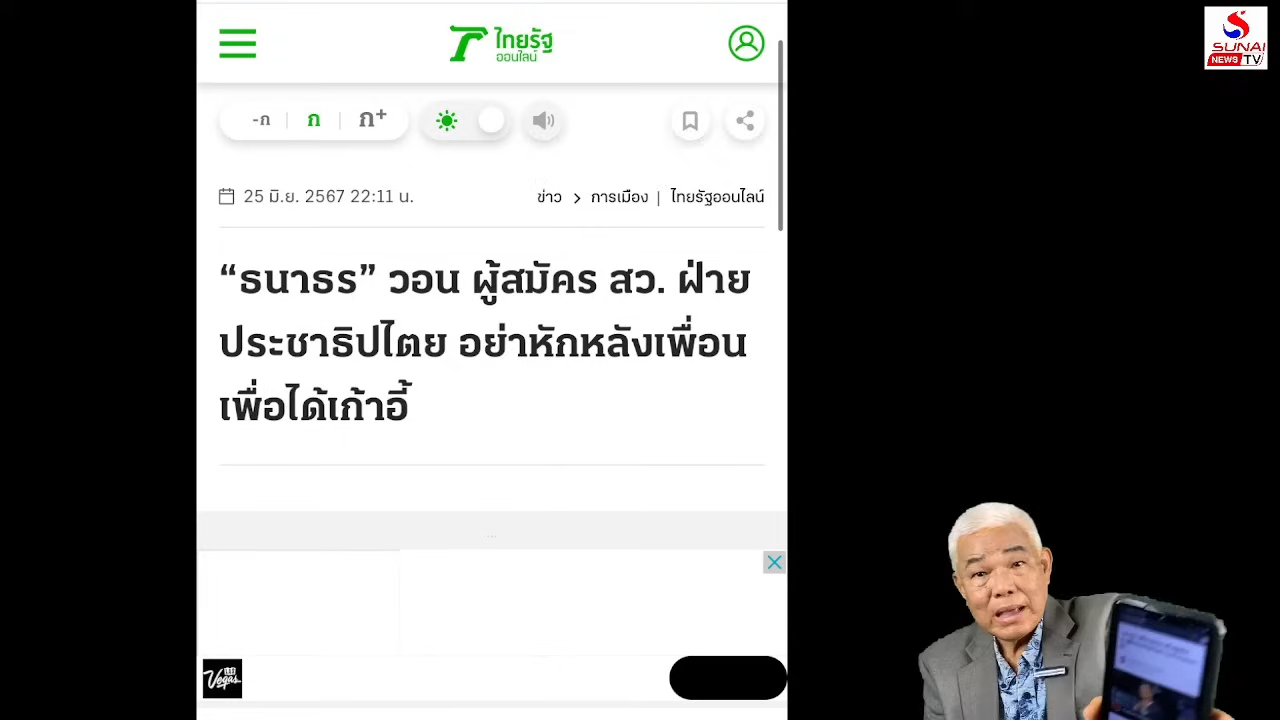 ไทยรัฐ
ออนไลน์
SUNAI
NEWS TV
-ก ก ก+
25 มิ.ย. 2567 22:11 น.
ข่าว > การเมือง | ไทยรัฐออนไลน์
“ธนาธร” วอน ผู้สมัคร สว. ฝ่าย
ประชาธิปไตย อย่าหักหลังเพื่อน
เพื่อได้เก้าอี้
...
Vegas